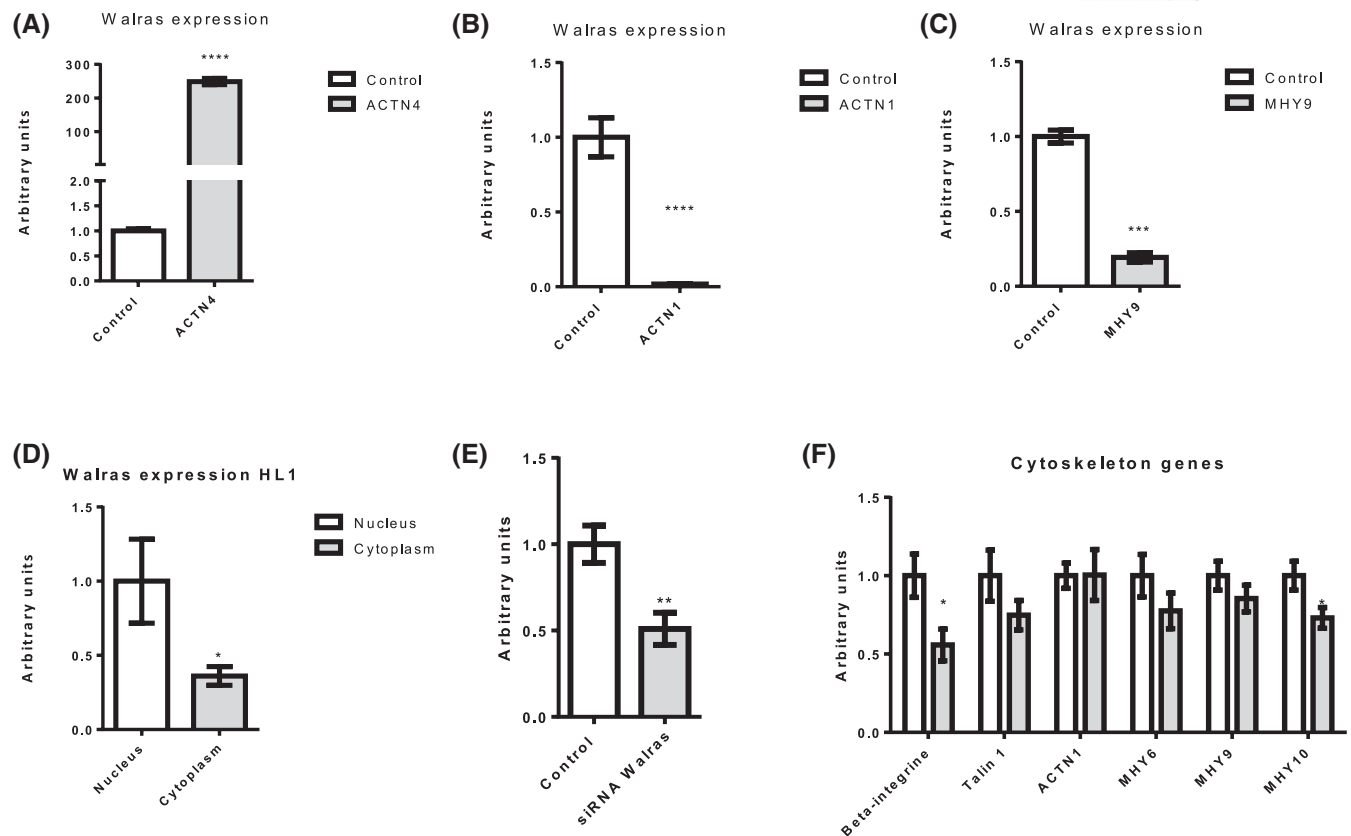 (A)
Walras expression
****
300
200
100
2.0
1.5
1.0
0.5
0.0
Arbitrary units
Control
ACTN4
Control
ACTN4
(B)
Walras expression
1.5
1.0
0.5
0.0
Arbitrary units
****
Control
ACTN1
Control
ACTN1
(C)
Walras expression
1.5
1.0
0.5
0.0
Arbitrary units
***
Control
MHY9
Control
MHY9
(D)
Walras expression HL1
1.5
1.0
0.5
0.0
Arbitrary units
*
Nucleus
Cytoplasm
Nucleus
Cytoplasm
(E)
1.5
1.0
0.5
0.0
Arbitrary units
**
Control
siRNA Walras
(F)
Cytoskeleton genes
1.5
1.0
0.5
0.0
Arbitrary units
*
*
Beta-integrine
Talin 1
ACTN1
MHY6
MHY9
MHY10